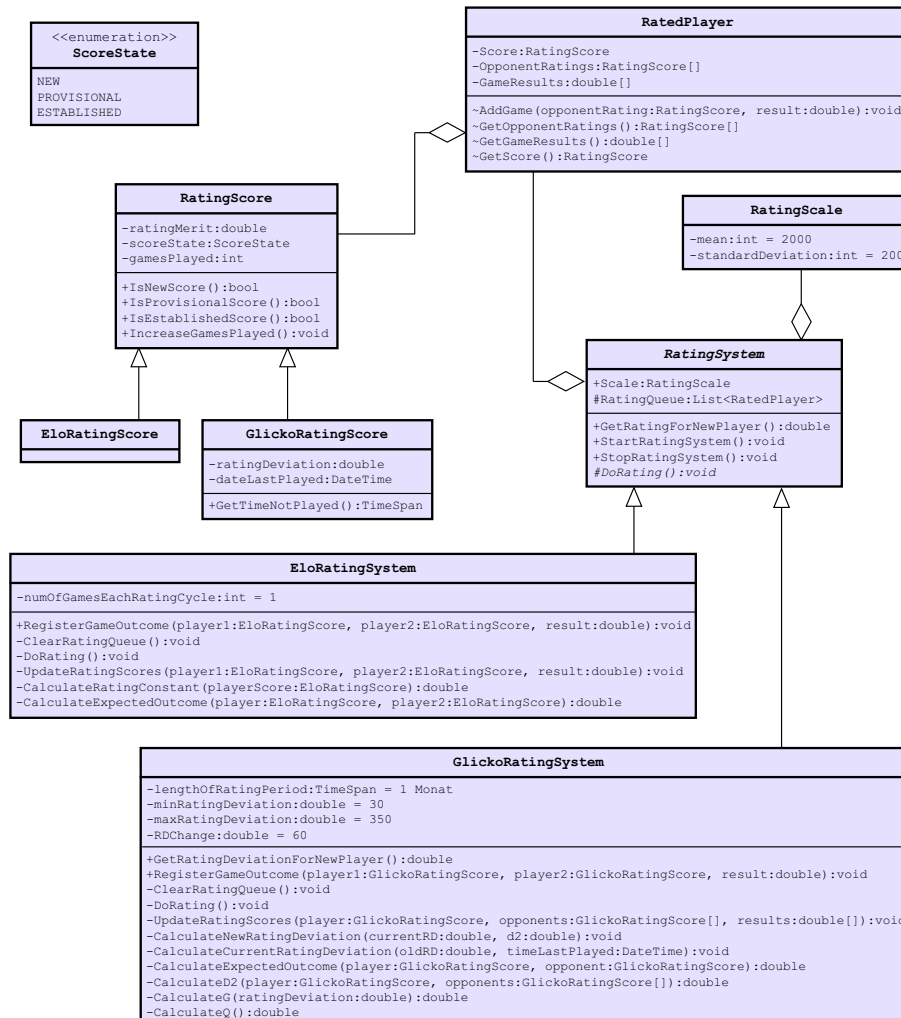 <<enumeration>>
ScoreState
NEW
PROVISIONAL
ESTABLISHED
RatedPlayer
-Score:RatingScore
-OpponentRatings:RatingScore[]
-GameResults:double[]
~AddGame(opponentRating:RatingScore, result:double):void
~GetOpponentRatings():RatingScore[]
~GetGameResults():double[]
~GetScore():RatingScore
RatingScore
-ratingMerit:double
-scoreState:ScoreState
-gamesPlayed:int
+IsNewScore():bool
+IsProvisionalScore():bool
+IsEstablishedScore():bool
+IncreaseGamesPlayed():void
RatingScale
-mean:int = 2000
-standardDeviation:int = 200
RatingSystem
+Scale:RatingScale
#RatingQueue:List<RatedPlayer>
+GetRatingForNewPlayer():double
+StartRatingSystem():void
+StopRatingSystem():void
#DoRating():void
EloRatingScore
GlickoRatingScore
-ratingDeviation:double
-dateLastPlayed:DateTime
+GetTimeNotPlayed():TimeSpan
EloRatingSystem
-numOfGamesEachRatingCycle:int = 1
+RegisterGameOutcome(player1:EloRatingScore, player2:EloRatingScore, result:double):void
-ClearRatingQueue():void
-DoRating():void
-UpdateRatingScores(player1:EloRatingScore, player2:EloRatingScore, result:double):void
-CalculateRatingConstant(playerScore:EloRatingScore):double
-CalculateExpectedOutcome(player:EloRatingScore, player2:EloRatingScore):double
GlickoRatingSystem
-lengthOfRatingPeriod:TimeSpan = 1 Monat
-minRatingDeviation:double = 30
-maxRatingDeviation:double = 350
-RDChange:double = 60
+GetRatingDeviationForNewPlayer():double
+RegisterGameOutcome(player1:GlickoRatingScore, player2:GlickoRatingScore, result:double):void
-ClearRatingQueue():void
-DoRating():void
-UpdateRatingScores(player:GlickoRatingScore, opponents:GlickoRatingScore[], results:double[]):void
-CalculateNewRatingDeviation(currentRD:double, d2:double):void
-CalculateCurrentRatingDeviation(oldRD:double, timeLastPlayed:DateTime):void
-CalculateExpectedOutcome(player:GlickoRatingScore, opponent:GlickoRatingScore):double
-CalculateD2(player:GlickoRatingScore, opponents:GlickoRatingScore[]):double
-CalculateG(ratingDeviation:double):double
-CalculateQ():double